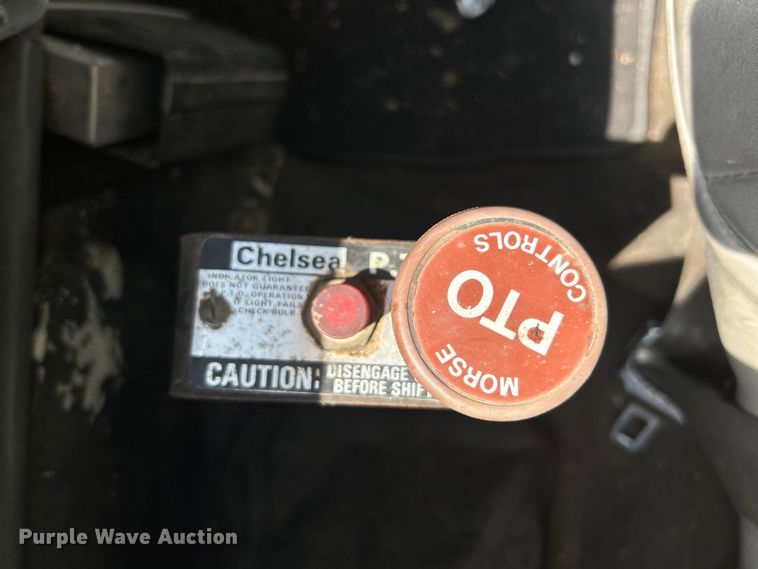 Chelsea P.
INDICATOR LIGHT
DOES NOT GUARANTEE
P.T.O. OPERATION
IF LIGHT FAILS
CHECK BULB.
CAUTION: DISENGAGE
BEFORE
MORSE
PTO
CONTROLS
Purple Wave Auction